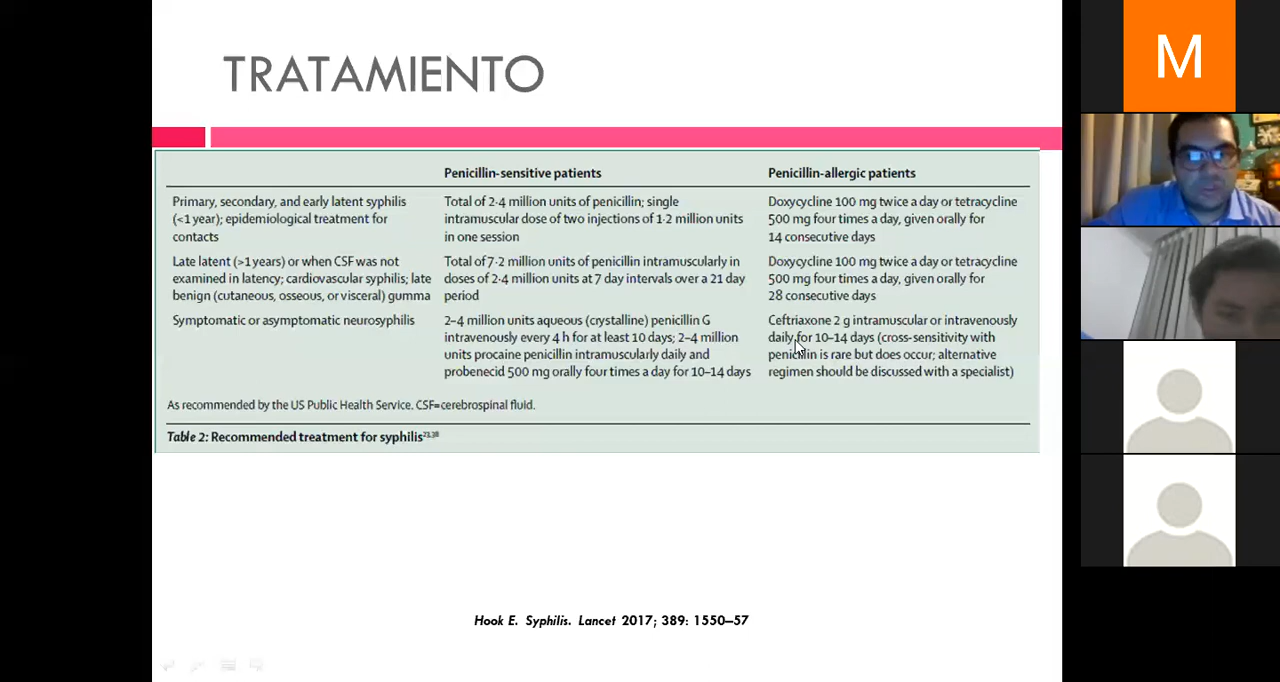 TRATAMIENTO
Penicillin-sensitive patients
Penicillin-allergic patients
Primary, secondary, and early latent syphilis
(<1 year); epidemiological treatment for
contacts
Total of 2·4 million units of penicillin; single
intramuscular dose of two injections of 1·2 million units
in one session
Doxycycline 100 mg twice a day or tetracycline
500 mg four times a day, given orally for
14 consecutive days
Late latent (>1 years) or when CSF was not
examined in latency; cardiovascular syphilis; late
benign (cutaneous, osseous, or visceral) gumma
Total of 7·2 million units of penicillin intramuscularly in
doses of 2·4 million units at 7 day intervals over a 21 day
period
Doxycycline 100 mg twice a day or tetracycline
500 mg four times a day, given orally for
28 consecutive days
Symptomatic or asymptomatic neurosyphilis
2–4 million units aqueous (crystalline) penicillin G
intravenously every 4 h for at least 10 days; 2–4 million
units procaine penicillin intramuscularly daily and
probenecid 500 mg orally four times a day for 10–14 days
Ceftriaxone 2 g intramuscular or intravenously
daily for 10–14 days (cross-sensitivity with
penicillin is rare but does occur; alternative
regimen should be discussed with a specialist)
As recommended by the US Public Health Service. CSF=cerebrospinal fluid.
Table 2: Recommended treatment for syphilis
Hook E. Syphilis. Lancet 2017; 389: 1550–57
M